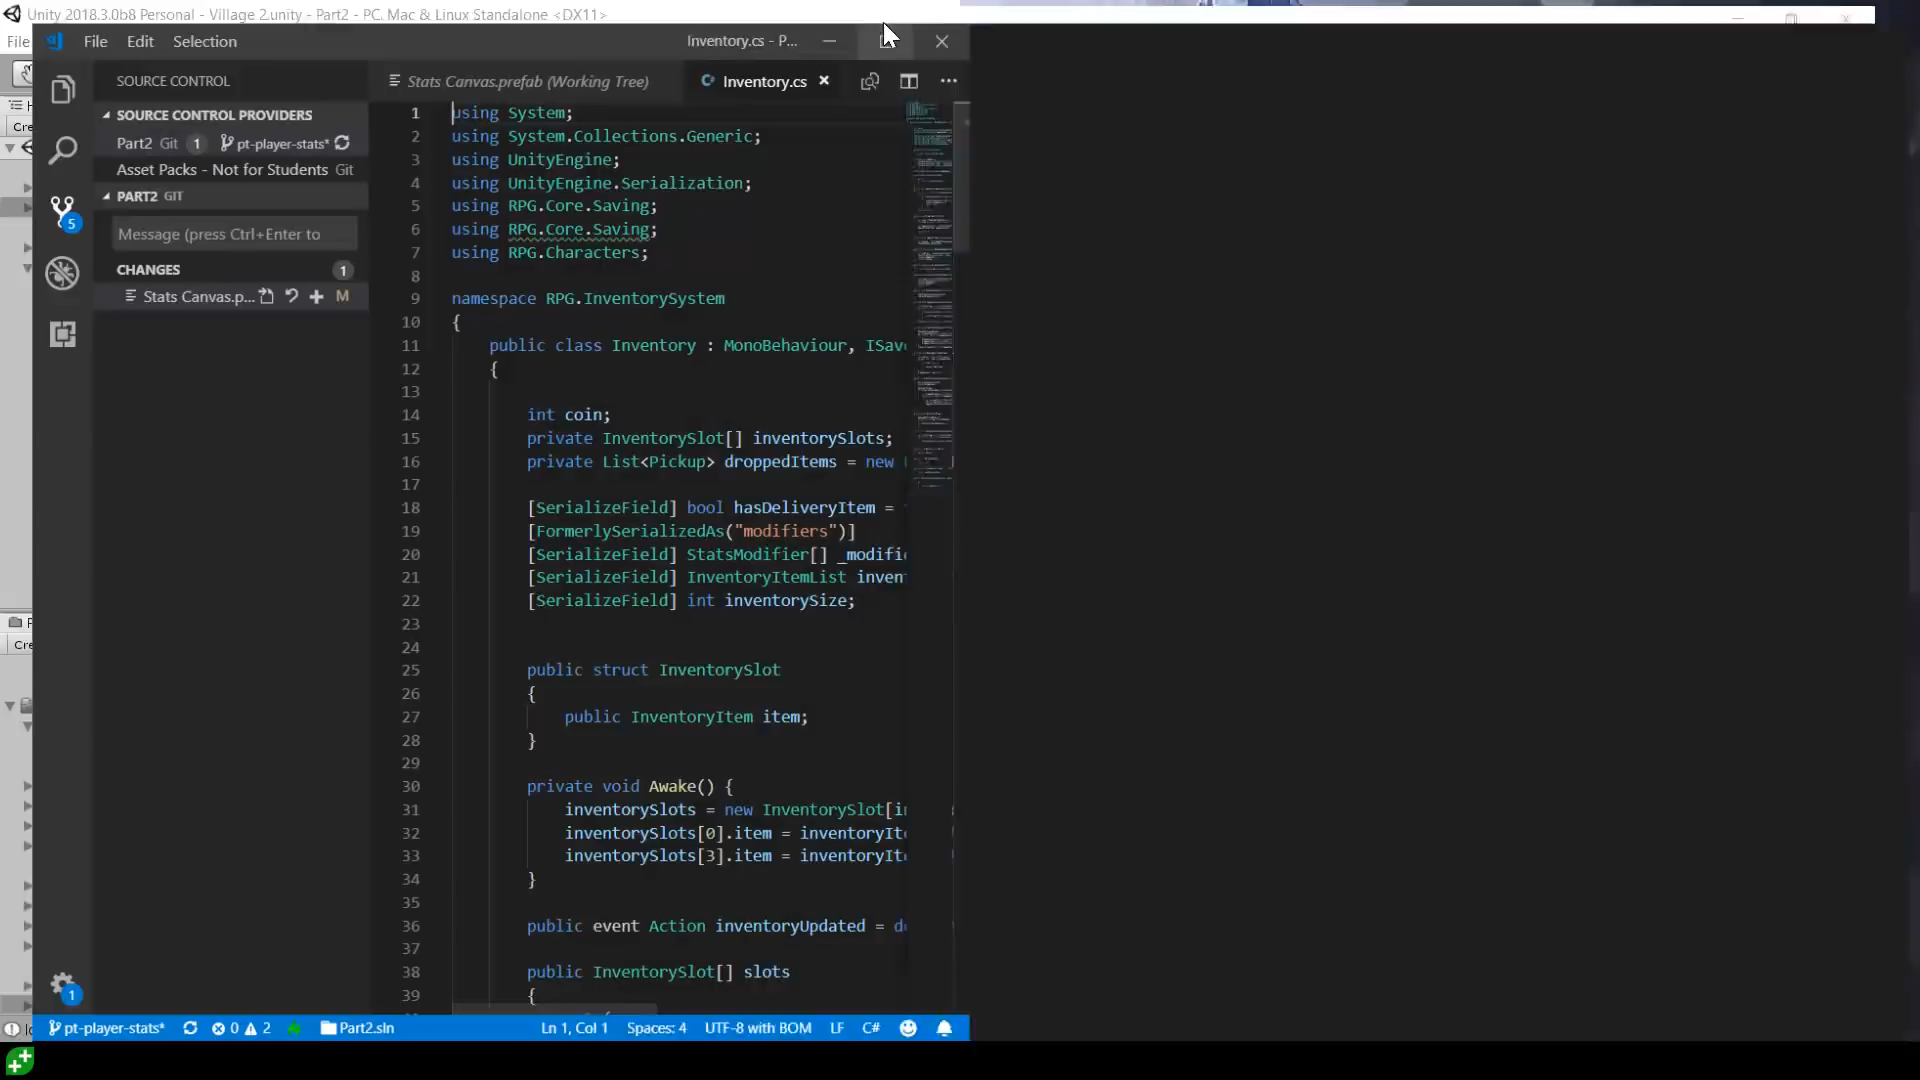 Unity 2018.3.0b8 Personal - Village 2.unity - Part2 - PC, Mac & Linux Standalone <DX11>
File
File Edit Selection
Inventory.cs - P...
SOURCE CONTROL
Stats Canvas.prefab (Working Tree)
Inventory.cs
SOURCE CONTROL PROVIDERS
Part2 Git 1 pt-player-stats*
Asset Packs - Not for Students Git
PART2 GIT
Message (press Ctrl+Enter to
CHANGES 1
Stats Canvas.p... M
5
1 using System;
2 using System.Collections.Generic;
3 using UnityEngine;
4 using UnityEngine.Serialization;
5 using RPG.Core.Saving;
6 using RPG.Core.Saving;
7 using RPG.Characters;
8
9 namespace RPG.InventorySystem
10 {
11 public class Inventory : MonoBehaviour, ISav
12 {
13
14 int coin;
15 private InventorySlot[] inventorySlots;
16 private List<Pickup> droppedItems = new
17
18 [SerializeField] bool hasDeliveryItem =
19 [FormerlySerializedAs("modifiers")]
20 [SerializeField] StatsModifier[] _modifi
21 [SerializeField] InventoryItemList inven
22 [SerializeField] int inventorySize;
23
24
25 public struct InventorySlot
26 {
27 public InventoryItem item;
28 }
29
30 private void Awake() {
31 inventorySlots = new InventorySlot[i
32 inventorySlots[0].item = inventoryIt
33 inventorySlots[3].item = inventoryIt
34 }
35
36 public event Action inventoryUpdated = d
37
38 public InventorySlot[] slots
39 {
1
pt-player-stats* 0 2 Part2.sln Ln 1, Col 1 Spaces: 4 UTF-8 with BOM LF C#